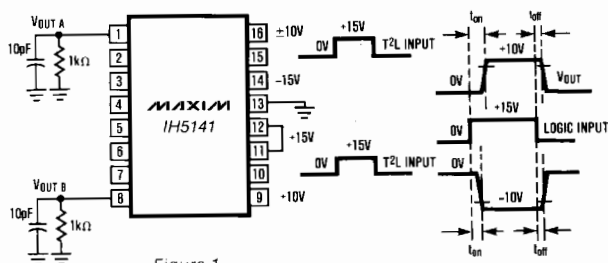 VOUT A
10pF
1kΩ
1
2
3
4
5
6
7
8
MAXIM
IH5141
16 ±10V
15
14 -15V
13
12
11
+15V
10
9 +10V
VOUT B
10pF
1kΩ
Figure 1
+15V
0V T²L INPUT
+15V
0V T²L INPUT
ton toff
+10V
0V VOUT
+15V
0V LOGIC INPUT
0V
-10V
ton toff